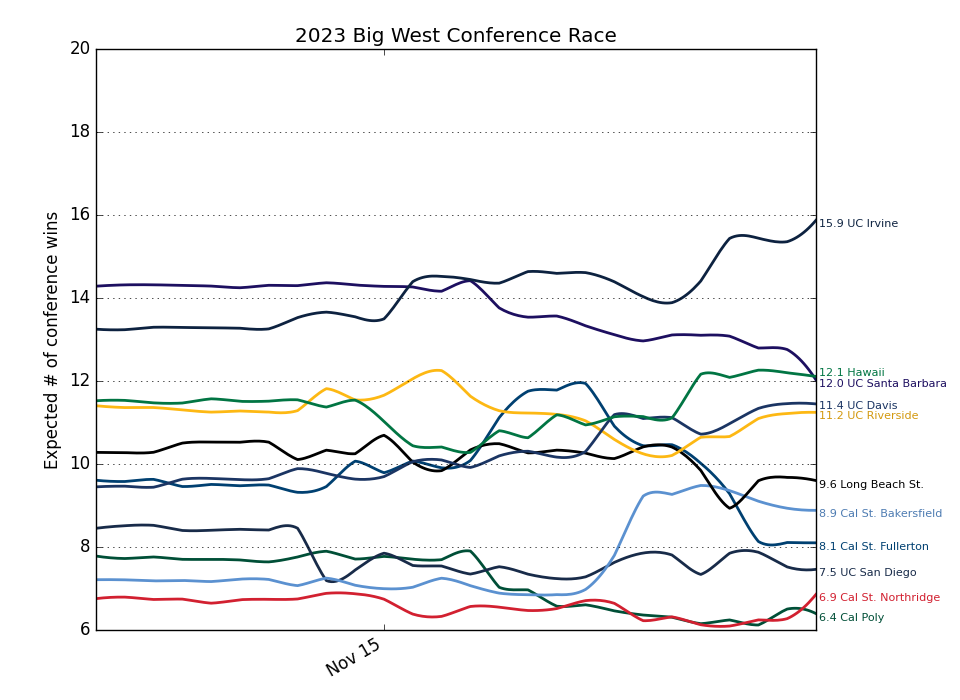 2023 Big West Conference Race
Expected # of conference wins
20
18
16
14
12
10
8
6
Nov 15
15.9 UC Irvine
12.1 Hawaii
12.0 UC Santa Barbara
11.4 UC Davis
11.2 UC Riverside
9.6 Long Beach St.
8.9 Cal St. Bakersfield
8.1 Cal St. Fullerton
7.5 UC San Diego
6.9 Cal St. Northridge
6.4 Cal Poly